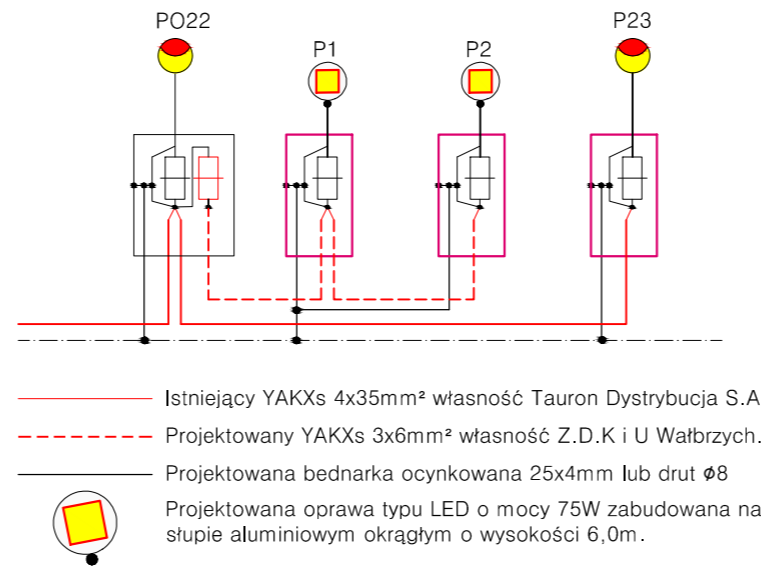 PO22
P1
P2
P23
Istniejący YAKXs 4x35mm² własność Tauron Dystrybucja S.A
Projektowany YAKXs 3x6mm² własność Z.D.K i U Wałbrzych.
Projektowana bednarka ocynkowana 25x4mm lub drut ø8
Projektowana oprawa typu LED o mocy 75W zabudowana na
słupie aluminiowym okrągłym o wysokości 6,0m.